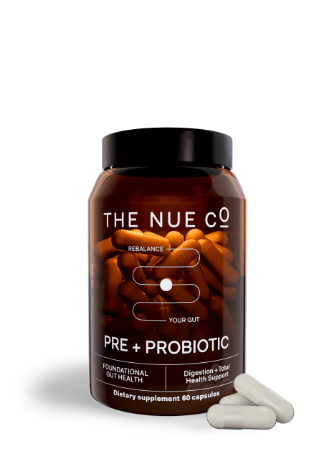 THE NUE CO
REBALANCE
YOUR GUT
PRE + PROBIOTIC
FOUNDATIONAL
GUT HEALTH
Digestion + Total
Health Support
Dietary supplement 60 capsules